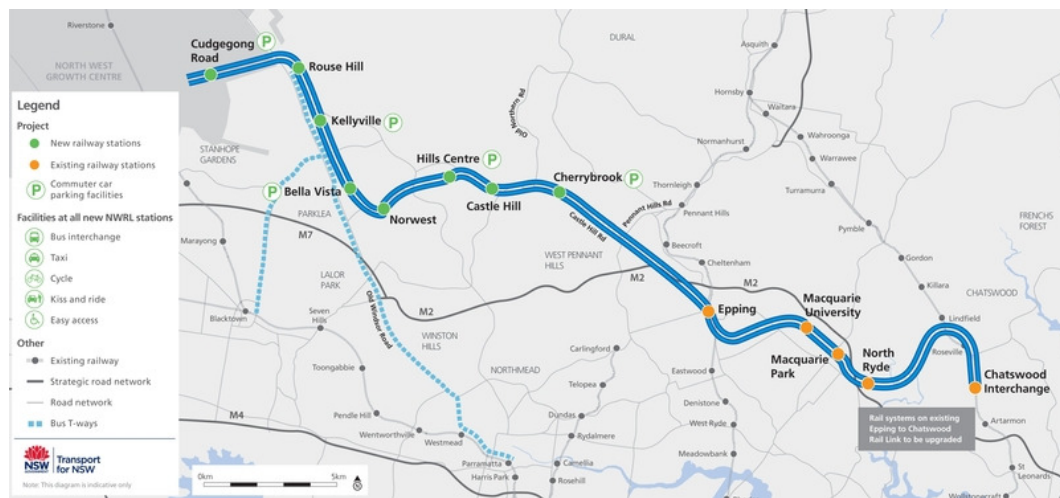 Riverstone
NORTH WEST
GROWTH CENTRE
Cudgegong
Road
P
Rouse Hill
Kellyville
P
STANHOPE
GARDENS
P
Bella Vista
PARKLEA
Norwest
Hills Centre
P
Castle Hill
Cherrybrook
P
Old Northern Rd
DURAL
Asquith
Hornsby
Waitara
Wahroonga
Normanhurst
Warrawee
Thornleigh
Turramurra
Pennant Hills Rd
Pennant Hills
Castle Hill Rd
Pymble
FRENCHS
FOREST
Beecroft
WEST PENNANT
HILLS
Cheltenham
Gordon
M2
M2
Killara
CHATSWOOD
Marayong
M7
LALOR
PARK
M2
Old Windsor Road
Epping
Macquarie
University
Lindfield
Blacktown
Seven
Hills
WINSTON
HILLS
Macquarie
Park
North
Ryde
Roseville
Chatswood
Interchange
Carlingford
Toongabbie
NORTHMEAD
Eastwood
Telopea
Denistone
Rail systems on existing
Epping to Chatswood
Rail Link to be upgraded
Artarmon
M4
Pendle Hill
Dundas
West Ryde
Wentworthville
Westmead
Rydalmere
Meadowbank
Parramatta
Camellia
St
Leonards
Harris Park
Rosehill
Rhodes
Wollstonecraft
Legend
Project
New railway stations
Existing railway stations
P
Commuter car
parking facilities
Facilities at all new NWRL stations
Bus interchange
Taxi
Cycle
Kiss and ride
Easy access
Other
Existing railway
Strategic road network
Road network
Bus T-ways
NSW
GOVERNMENT
Transport
for NSW
Note: This diagram is indicative only
0km
5km
N